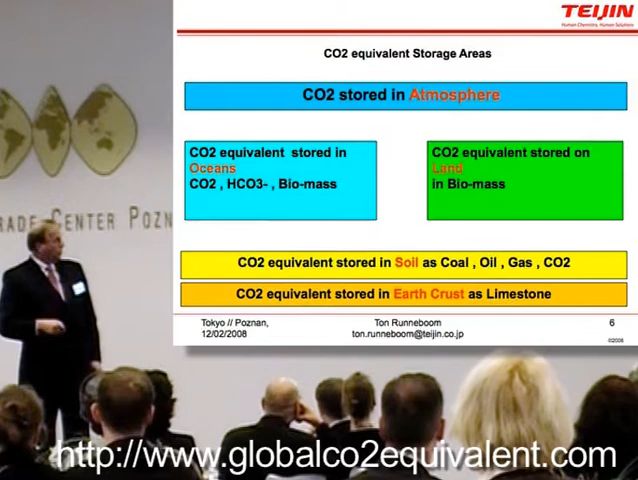 TEIJIN
Human Chemistry, Human Solutions
CO2 equivalent Storage Areas
CO2 stored in Atmosphere
CO2 equivalent stored in
Oceans
CO2 , HCO3- , Bio-mass
CO2 equivalent stored on
Land
in Bio-mass
CENTER POZN
CO2 equivalent stored in Soil as Coal , Oil , Gas , CO2
CO2 equivalent stored in Earth Crust as Limestone
Tokyo // Poznan,
12/02/2008
Ton Runneboom
ton.runneboom@teijin.co.jp
6
©2008
http://www.globalco2equivalent.com